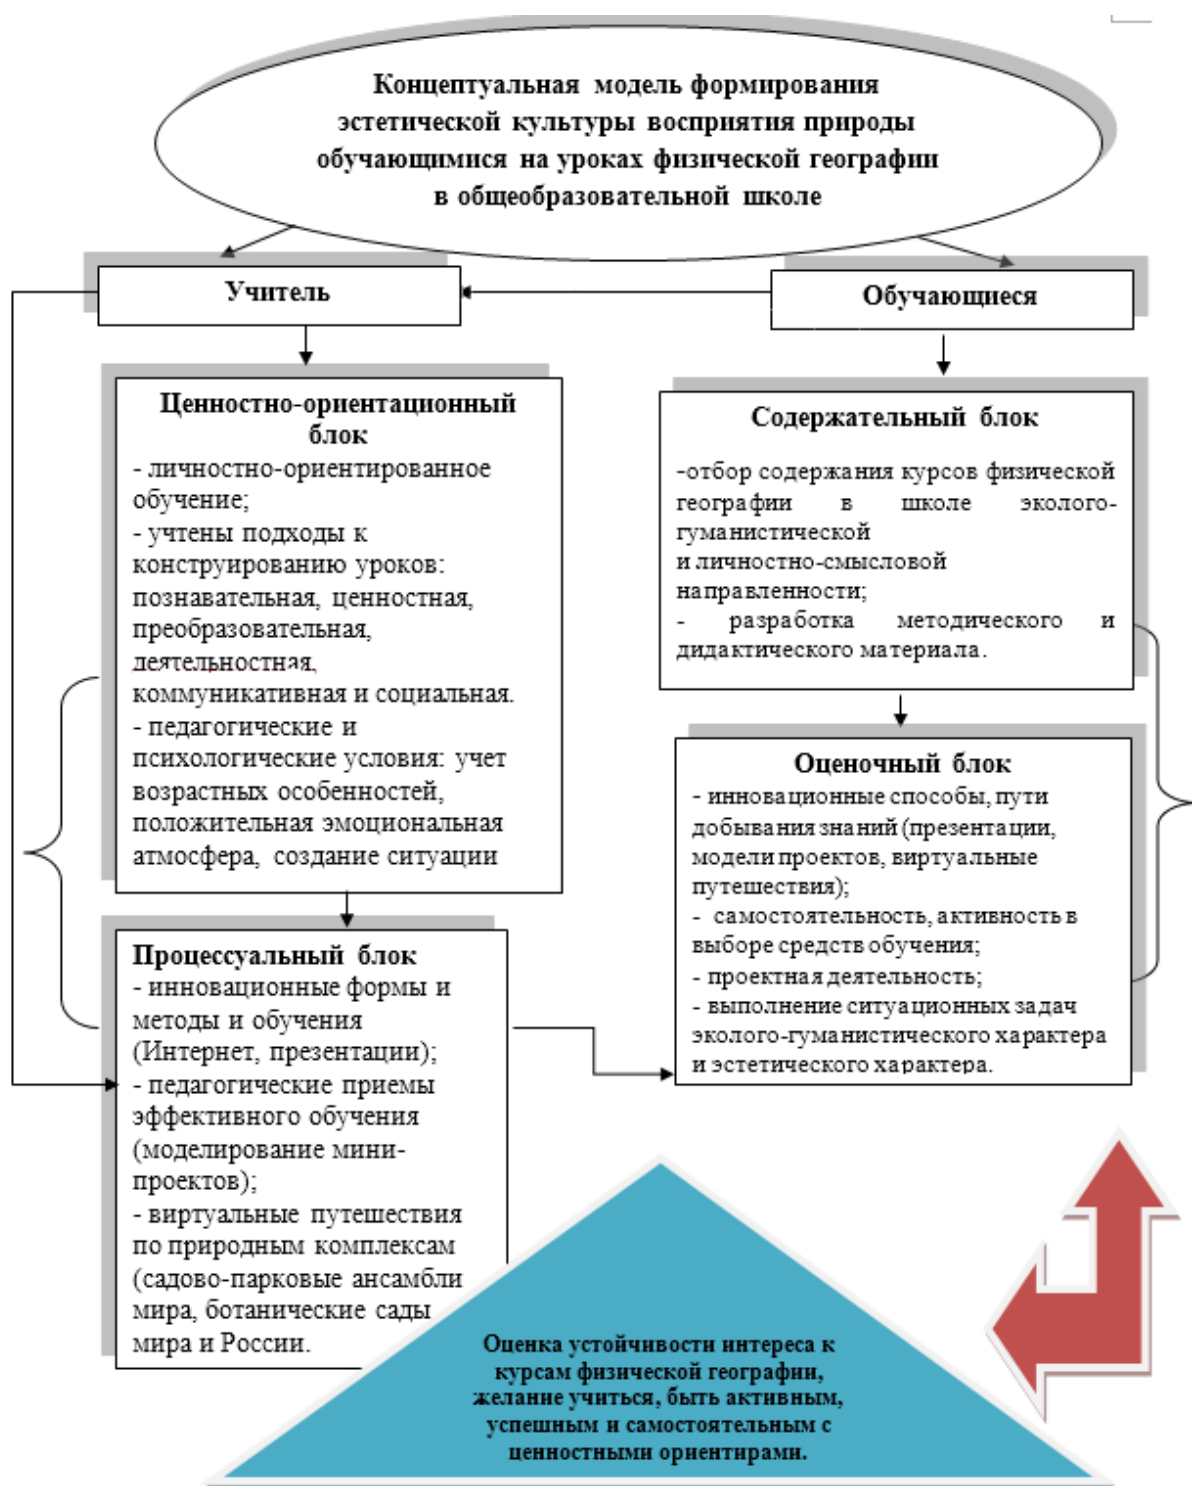 Концептуальная модель формирования
эстетической культуры восприятия природы
обучающимися на уроках физической географии
в общеобразовательной школе
Учитель
Обучающиеся
Ценностно-ориентационный
блок
- личностно-ориентированное
обучение;
- учтены подходы к
конструированию уроков:
познавательная, ценностная,
преобразовательная,
деятельностная,
коммуникативная и социальная.
- педагогические и
психологические условия: учет
возрастных особенностей,
положительная эмоциональная
атмосфера, создание ситуации
Содержательный блок
-отбор содержания курсов физической
географии в школе эколого-
гуманистической
и личностно-смысловой
направленности;
- разработка методического и
дидактического материала.
Оценочный блок
- инновационные способы, пути
добывания знаний (презентации,
модели проектов, виртуальные
путешествия);
- самостоятельность, активность в
выборе средств обучения;
- проектная деятельность;
- выполнение ситуационных задач
эколого-гуманистического характера
и эстетического характера.
Процессуальный блок
- инновационные формы и
методы и обучения
(Интернет, презентации);
- педагогические приемы
эффективного обучения
(моделирование мини-
проектов);
- виртуальные путешествия
по природным комплексам
(садово-парковые ансамбли
мира, ботанические сады
мира и России.
Оценка устойчивости интереса к
курсам физической географии,
желание учиться, быть активным,
успешным и самостоятельным с
ценностными ориентирами.